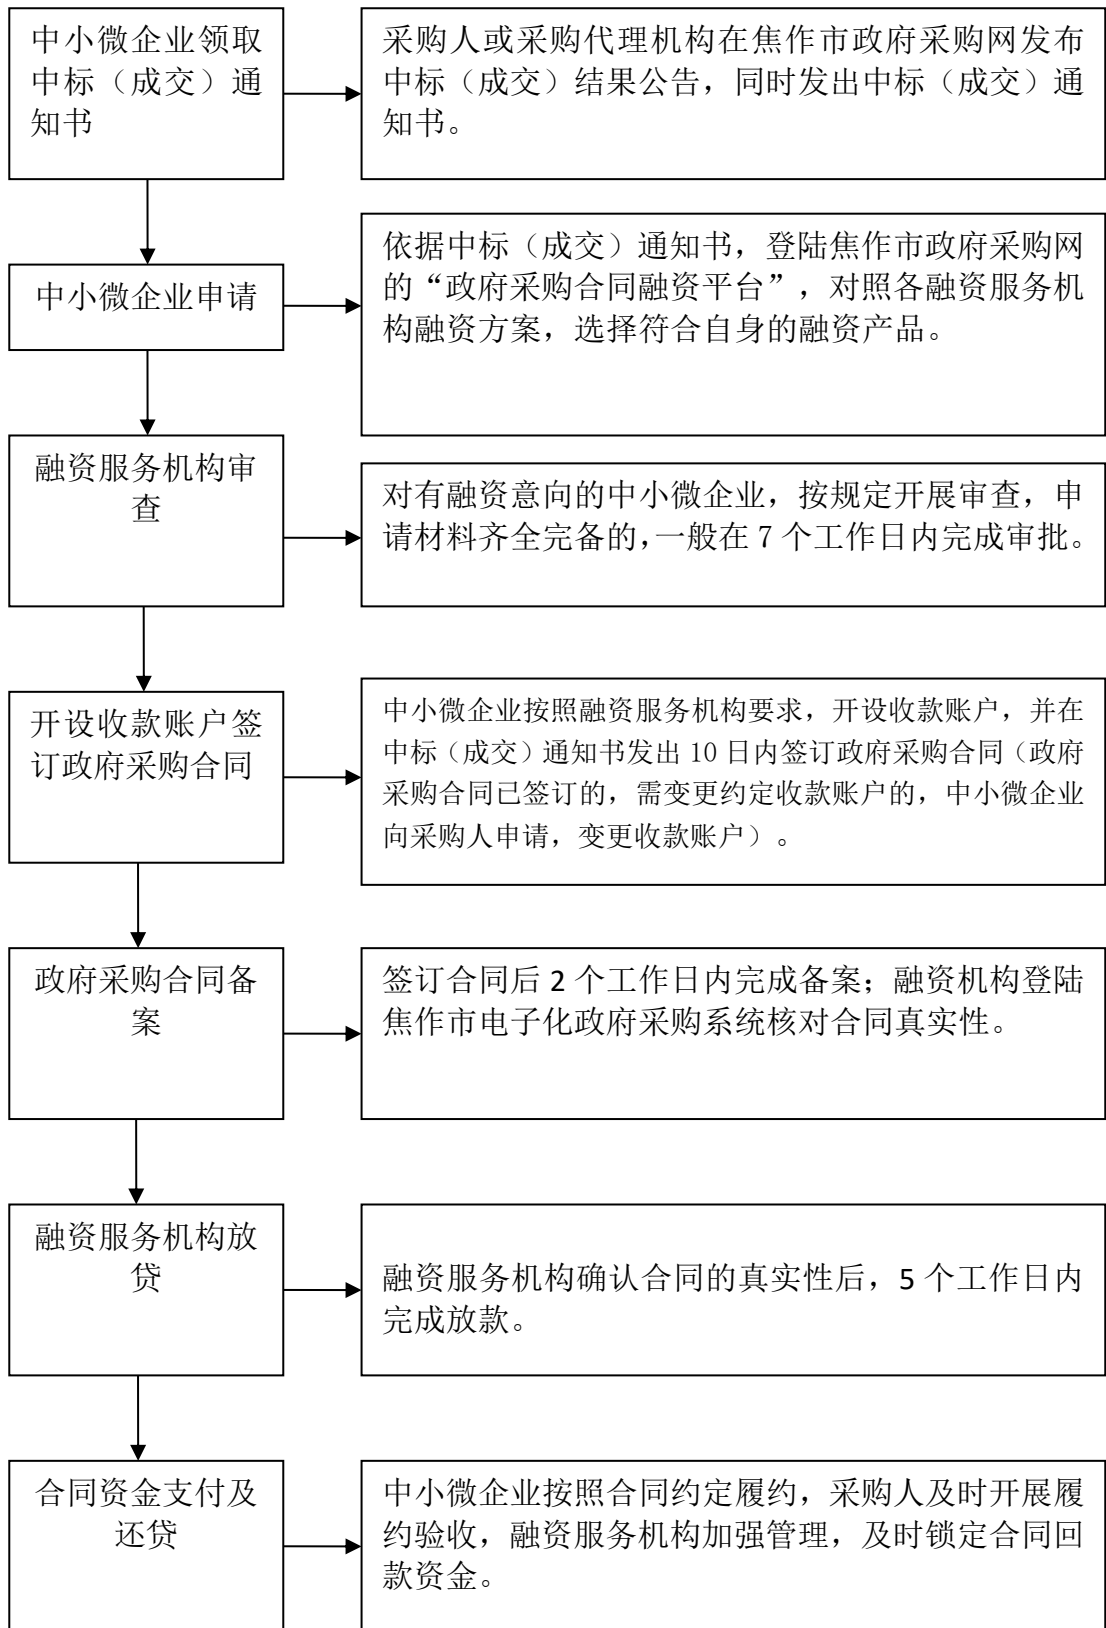 中小微企业领取
中标（成交）通
知书
采购人或采购代理机构在焦作市政府采购网发布
中标（成交）结果公告，同时发出中标（成交）通
知书。
中小微企业申请
依据中标（成交）通知书，登陆焦作市政府采购网
的“政府采购合同融资平台”，对照各融资服务机
构融资方案，选择符合自身的融资产品。
融资服务机构审
查
对有融资意向的中小微企业，按规定开展审查，申
请材料齐全完备的，一般在 7 个工作日内完成审批。
开设收款账户签
订政府采购合同
中小微企业按照融资服务机构要求，开设收款账户，并在
中标（成交）通知书发出 10 日内签订政府采购合同（政府
采购合同已签订的，需变更约定收款账户的，中小微企业
向采购人申请，变更收款账户）。
政府采购合同备
案
签订合同后 2 个工作日内完成备案；融资机构登陆
焦作市电子化政府采购系统核对合同真实性。
融资服务机构放
贷
融资服务机构确认合同的真实性后，5 个工作日内
完成放款。
合同资金支付及
还贷
中小微企业按照合同约定履约，采购人及时开展履
约验收，融资服务机构加强管理，及时锁定合同回
款资金。